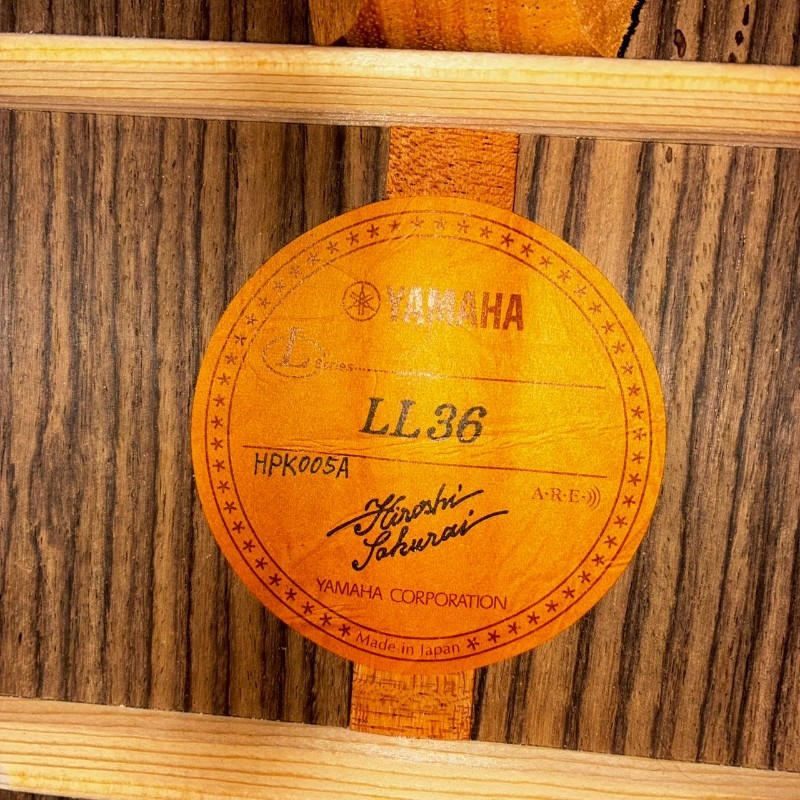 YAMAHA
L series
LL36
HPK005A
A·R·E·
Hiroshi
Sakurai
YAMAHA CORPORATION
Made in Japan